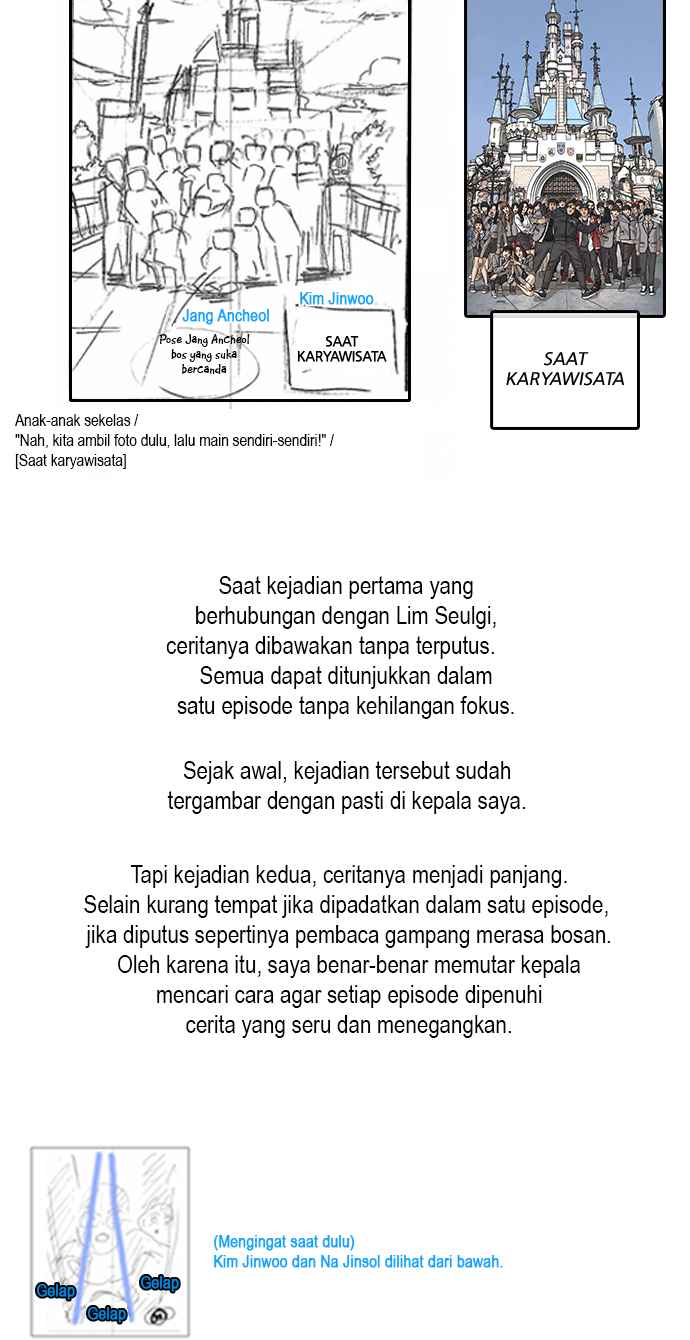 Kim Jinwoo
Jang Ancheol
Pose Jang Ancheol
bos yang suka
bercanda
SAAT
KARYAWISATA
SAAT
KARYAWISATA
Anak-anak sekelas /
"Nah, kita ambil foto dulu, lalu main sendiri-sendiri!" /
[Saat karyawisata]
Saat kejadian pertama yang
berhubungan dengan Lim Seulgi,
ceritanya dibawakan tanpa terputus.
Semua dapat ditunjukkan dalam
satu episode tanpa kehilangan fokus.
Sejak awal, kejadian tersebut sudah
tergambar dengan pasti di kepala saya.
Tapi kejadian kedua, ceritanya menjadi panjang.
Selain kurang tempat jika dipadatkan dalam satu episode,
jika diputus sepertinya pembaca gampang merasa bosan.
Oleh karena itu, saya benar-benar memutar kepala
mencari cara agar setiap episode dipenuhi
cerita yang seru dan menegangkan.
(Mengingat saat dulu)
Kim Jinwoo dan Na Jinsol dilihat dari bawah.
Gelap
Gelap
Gelap